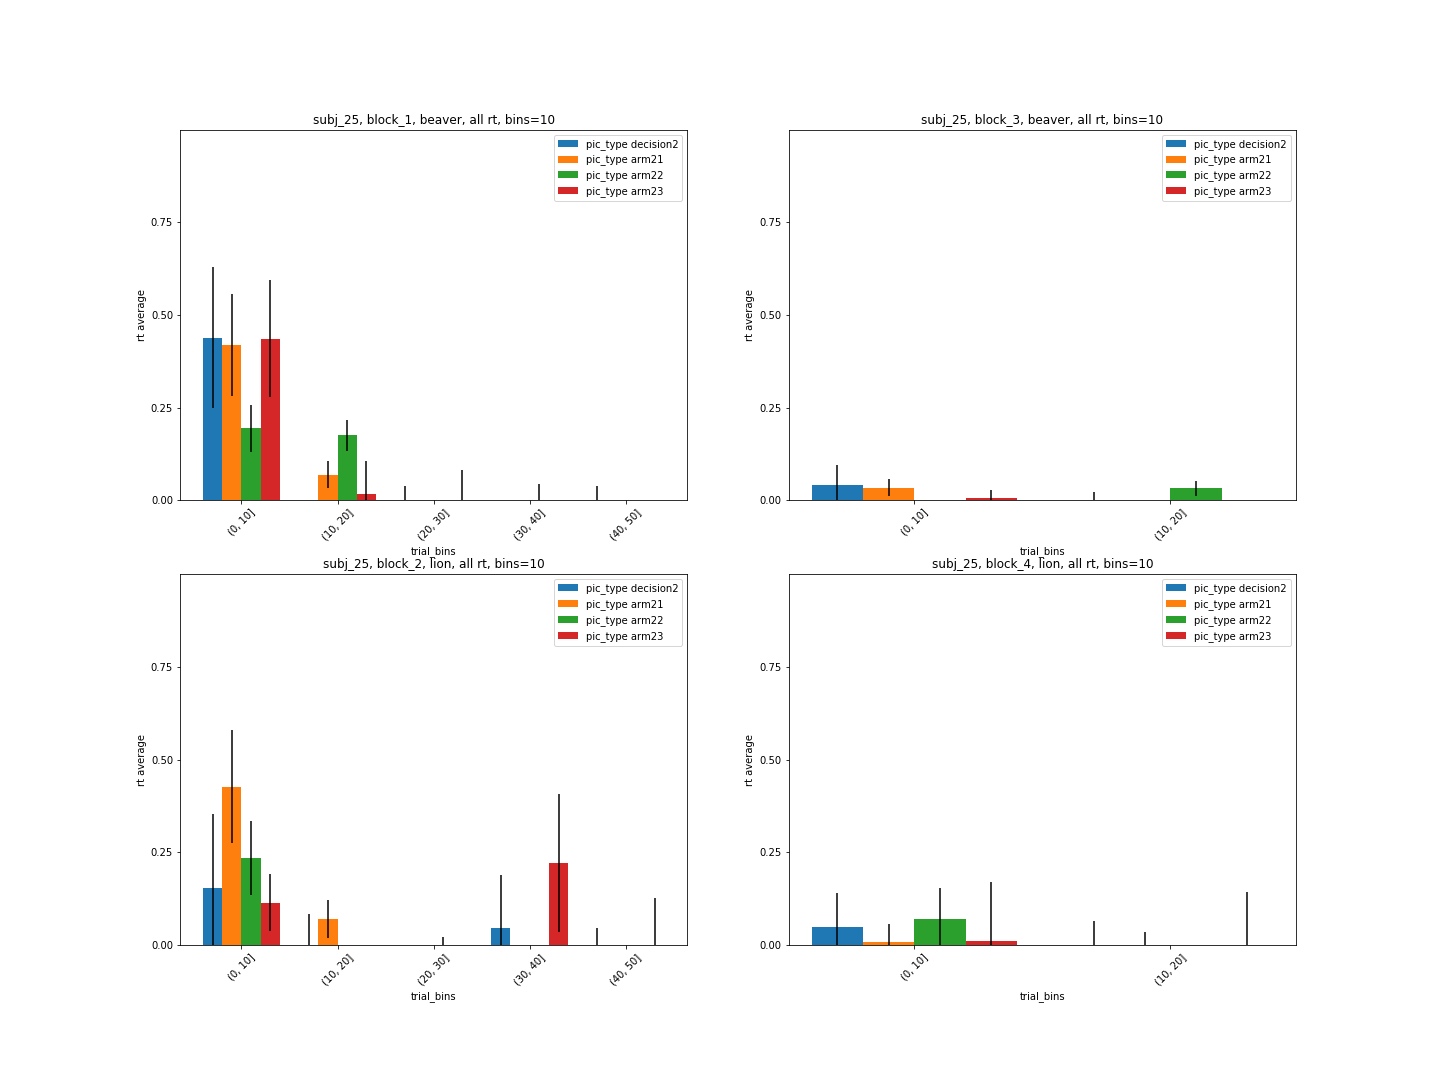 subj_25, block_1, beaver, all rt, bins=10
pic_type decision2
pic_type arm21
pic_type arm22
pic_type arm23
0.75
0.50
0.25
0.00
rt average
(0, 10]
(10, 20]
(20, 30]
(30, 40]
(40, 50]
trial_bins
subj_25, block_3, beaver, all rt, bins=10
pic_type decision2
pic_type arm21
pic_type arm22
pic_type arm23
0.75
0.50
0.25
0.00
rt average
(0, 10]
(10, 20]
trial_bins
subj_25, block_2, lion, all rt, bins=10
pic_type decision2
pic_type arm21
pic_type arm22
pic_type arm23
0.75
0.50
0.25
0.00
rt average
(0, 10]
(10, 20]
(20, 30]
(30, 40]
(40, 50]
trial_bins
subj_25, block_4, lion, all rt, bins=10
pic_type decision2
pic_type arm21
pic_type arm22
pic_type arm23
0.75
0.50
0.25
0.00
rt average
(0, 10]
(10, 20]
trial_bins